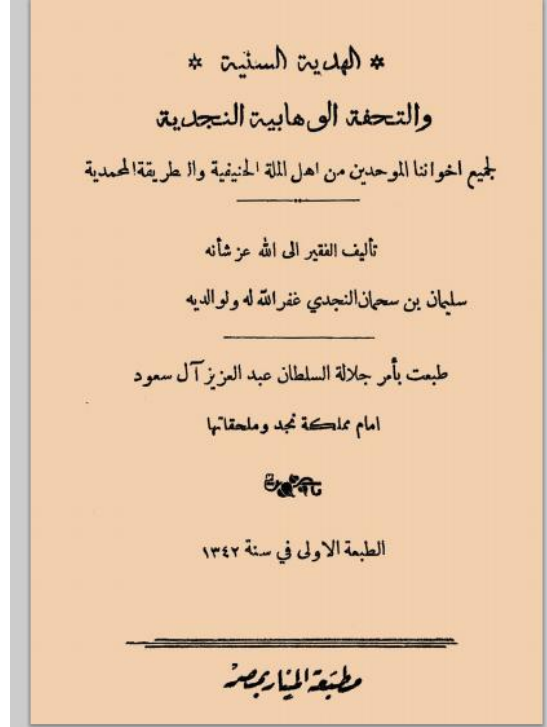 * الهدية السنية *
والتحفة الوهابية النجدية
لجميع اخواننا الموحدين من اهل الملة الحنيفية والطريقة المحمدية
تأليف الفقير الى الله عز شأنه
سليمان بن سحمان النجدي غفر الله له ولوالديه
طبعت بأمر جلالة السلطان عبد العزيز آل سعود
امام مملكة نجد وملحقاتها
الطبعة الاولى في سنة ١٣٤٢
مطبعة المنار بمصر